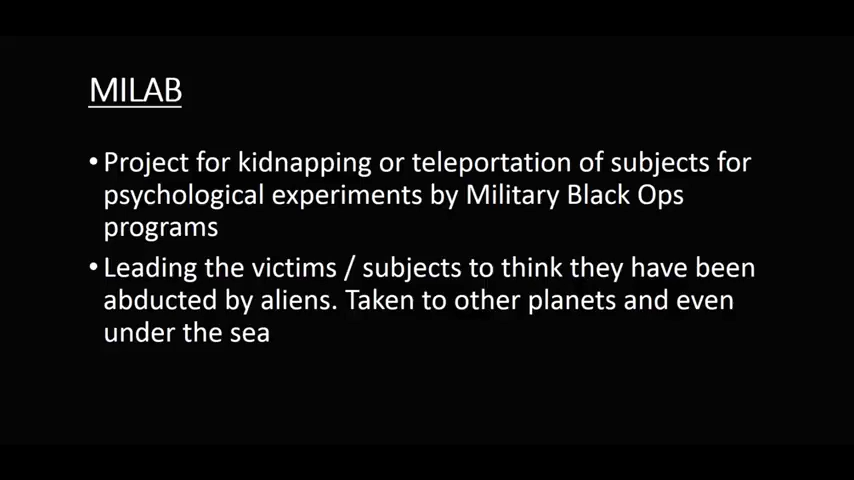 MILAB
• Project for kidnapping or teleportation of subjects for
psychological experiments by Military Black Ops
programs
• Leading the victims / subjects to think they have been
abducted by aliens. Taken to other planets and even
under the sea